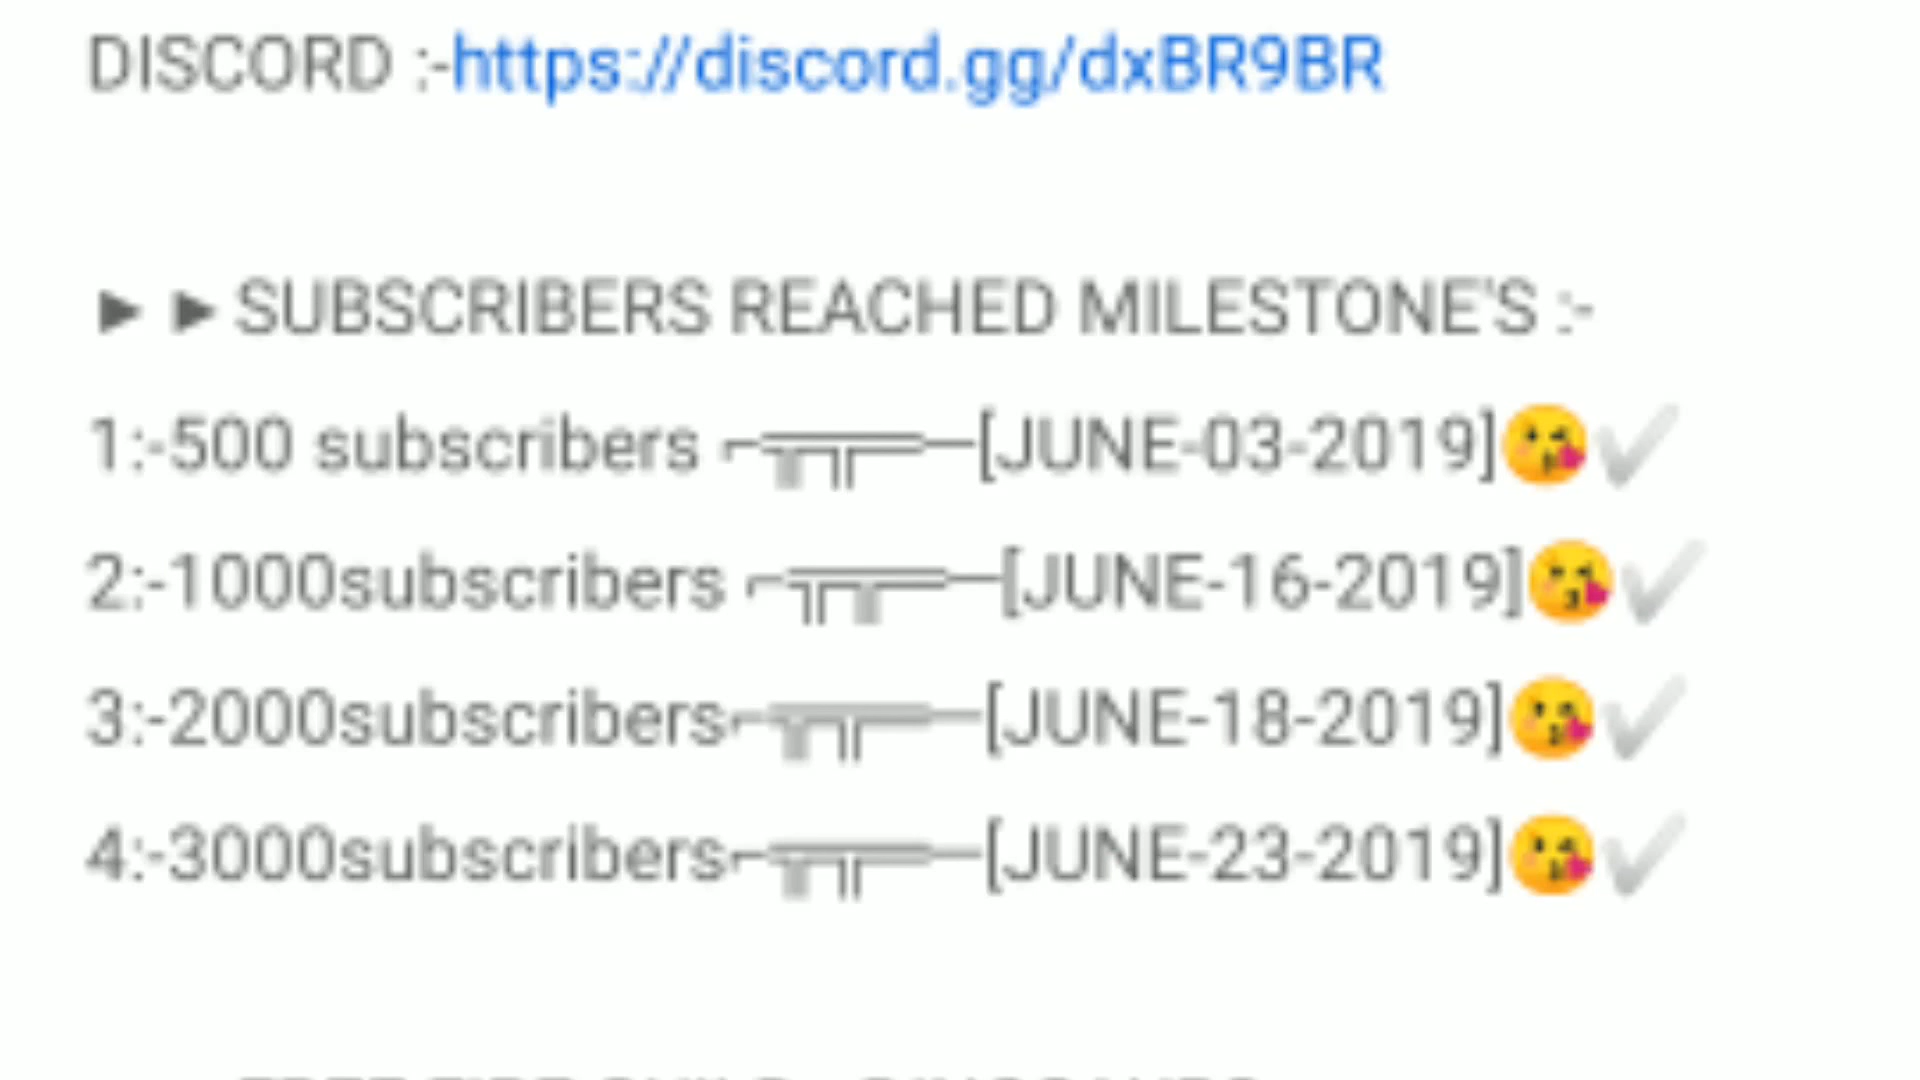 DISCORD :-https://discord.gg/dxBR9BR
►►SUBSCRIBERS REACHED MILESTONE'S :-
1:-500 subscribers ╭─╥╥──[JUNE-03-2019]😘✔
2:-1000subscribers ╭─╥╥──[JUNE-16-2019]😘✔
3:-2000subscribers╭─╥╥──[JUNE-18-2019]😘✔
4:-3000subscribers╭─╥╥──[JUNE-23-2019]😘✔